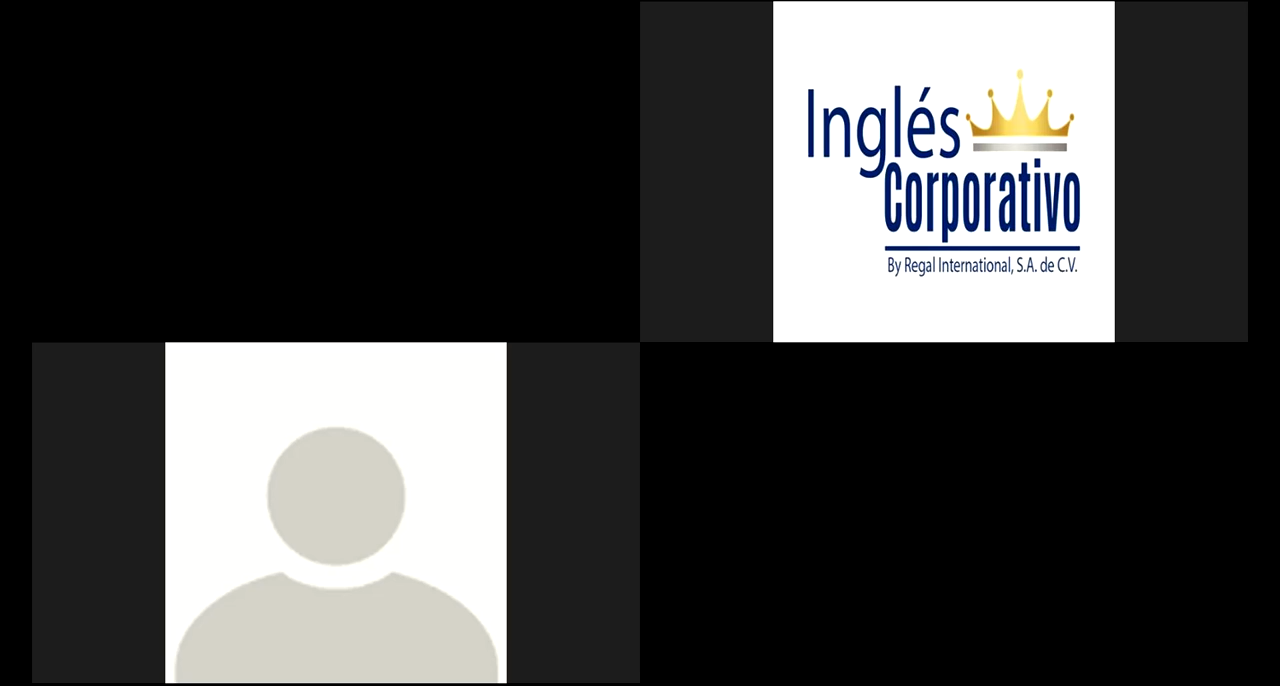 Inglés
Corporativo
By Regal International, S.A. de C.V.